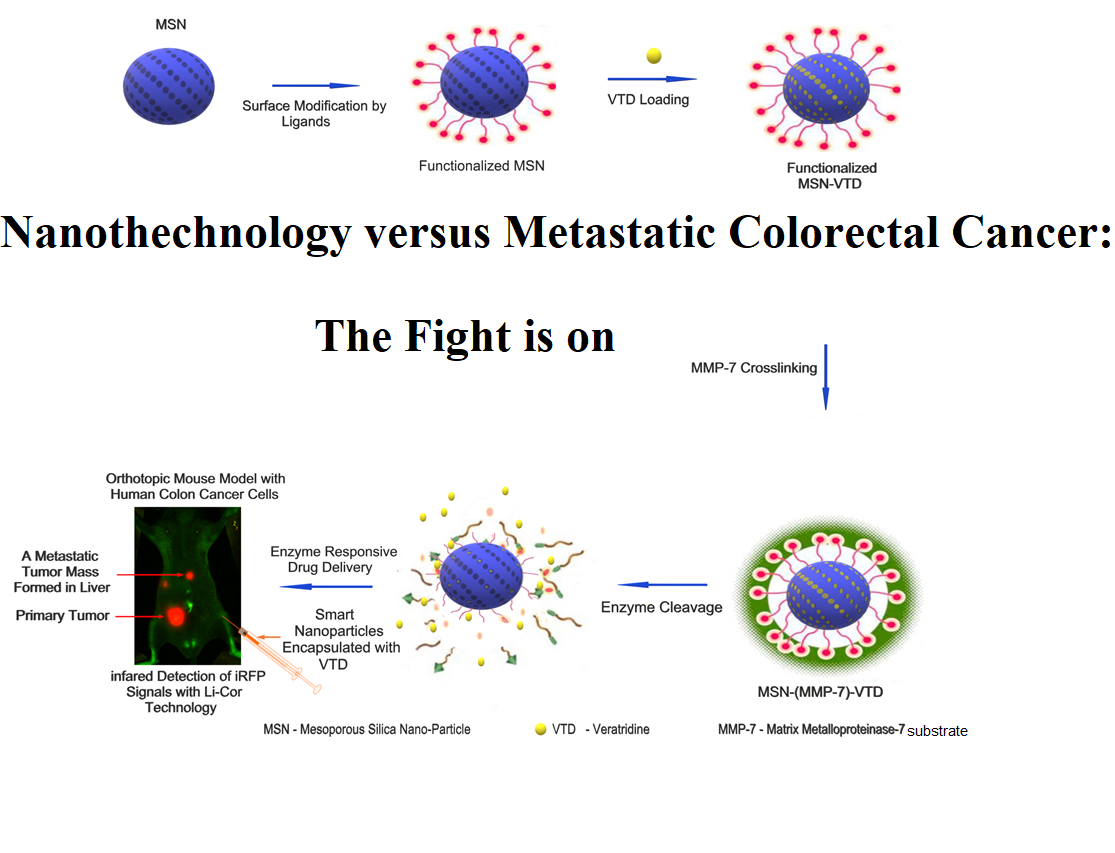 MSN
Surface Modification by
Ligands
Functionalized MSN
VTD Loading
Functionalized
MSN-VTD
Nanothechnology versus Metastatic Colorectal Cancer:
The Fight is on
MMP-7 Crosslinking
MSN-(MMP-7)-VTD
Enzyme Cleavage
Enzyme Responsive
Drug Delivery
Smart
Nanoparticles
Encapsulated with
VTD
Orthotopic Mouse Model with
Human Colon Cancer Cells
A Metastatic
Tumor Mass
Formed in Liver
Primary Tumor
infared Detection of iRFP
Signals with Li-Cor
Technology
MSN - Mesoporous Silica Nano-Particle
VTD - Veratridine
MMP-7 - Matrix Metalloproteinase-7 substrate